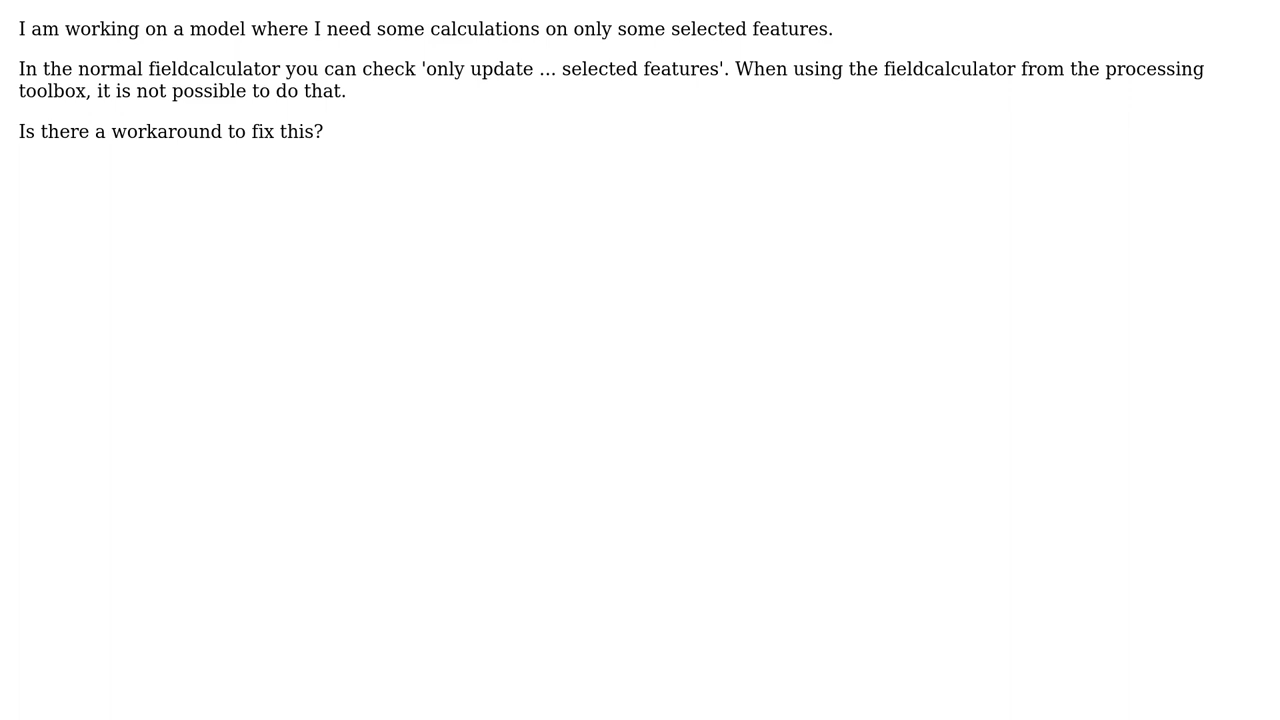 I am working on a model where I need some calculations on only some selected features.
In the normal fieldcalculator you can check 'only update ... selected features'. When using the fieldcalculator from the processing
toolbox, it is not possible to do that.
Is there a workaround to fix this?